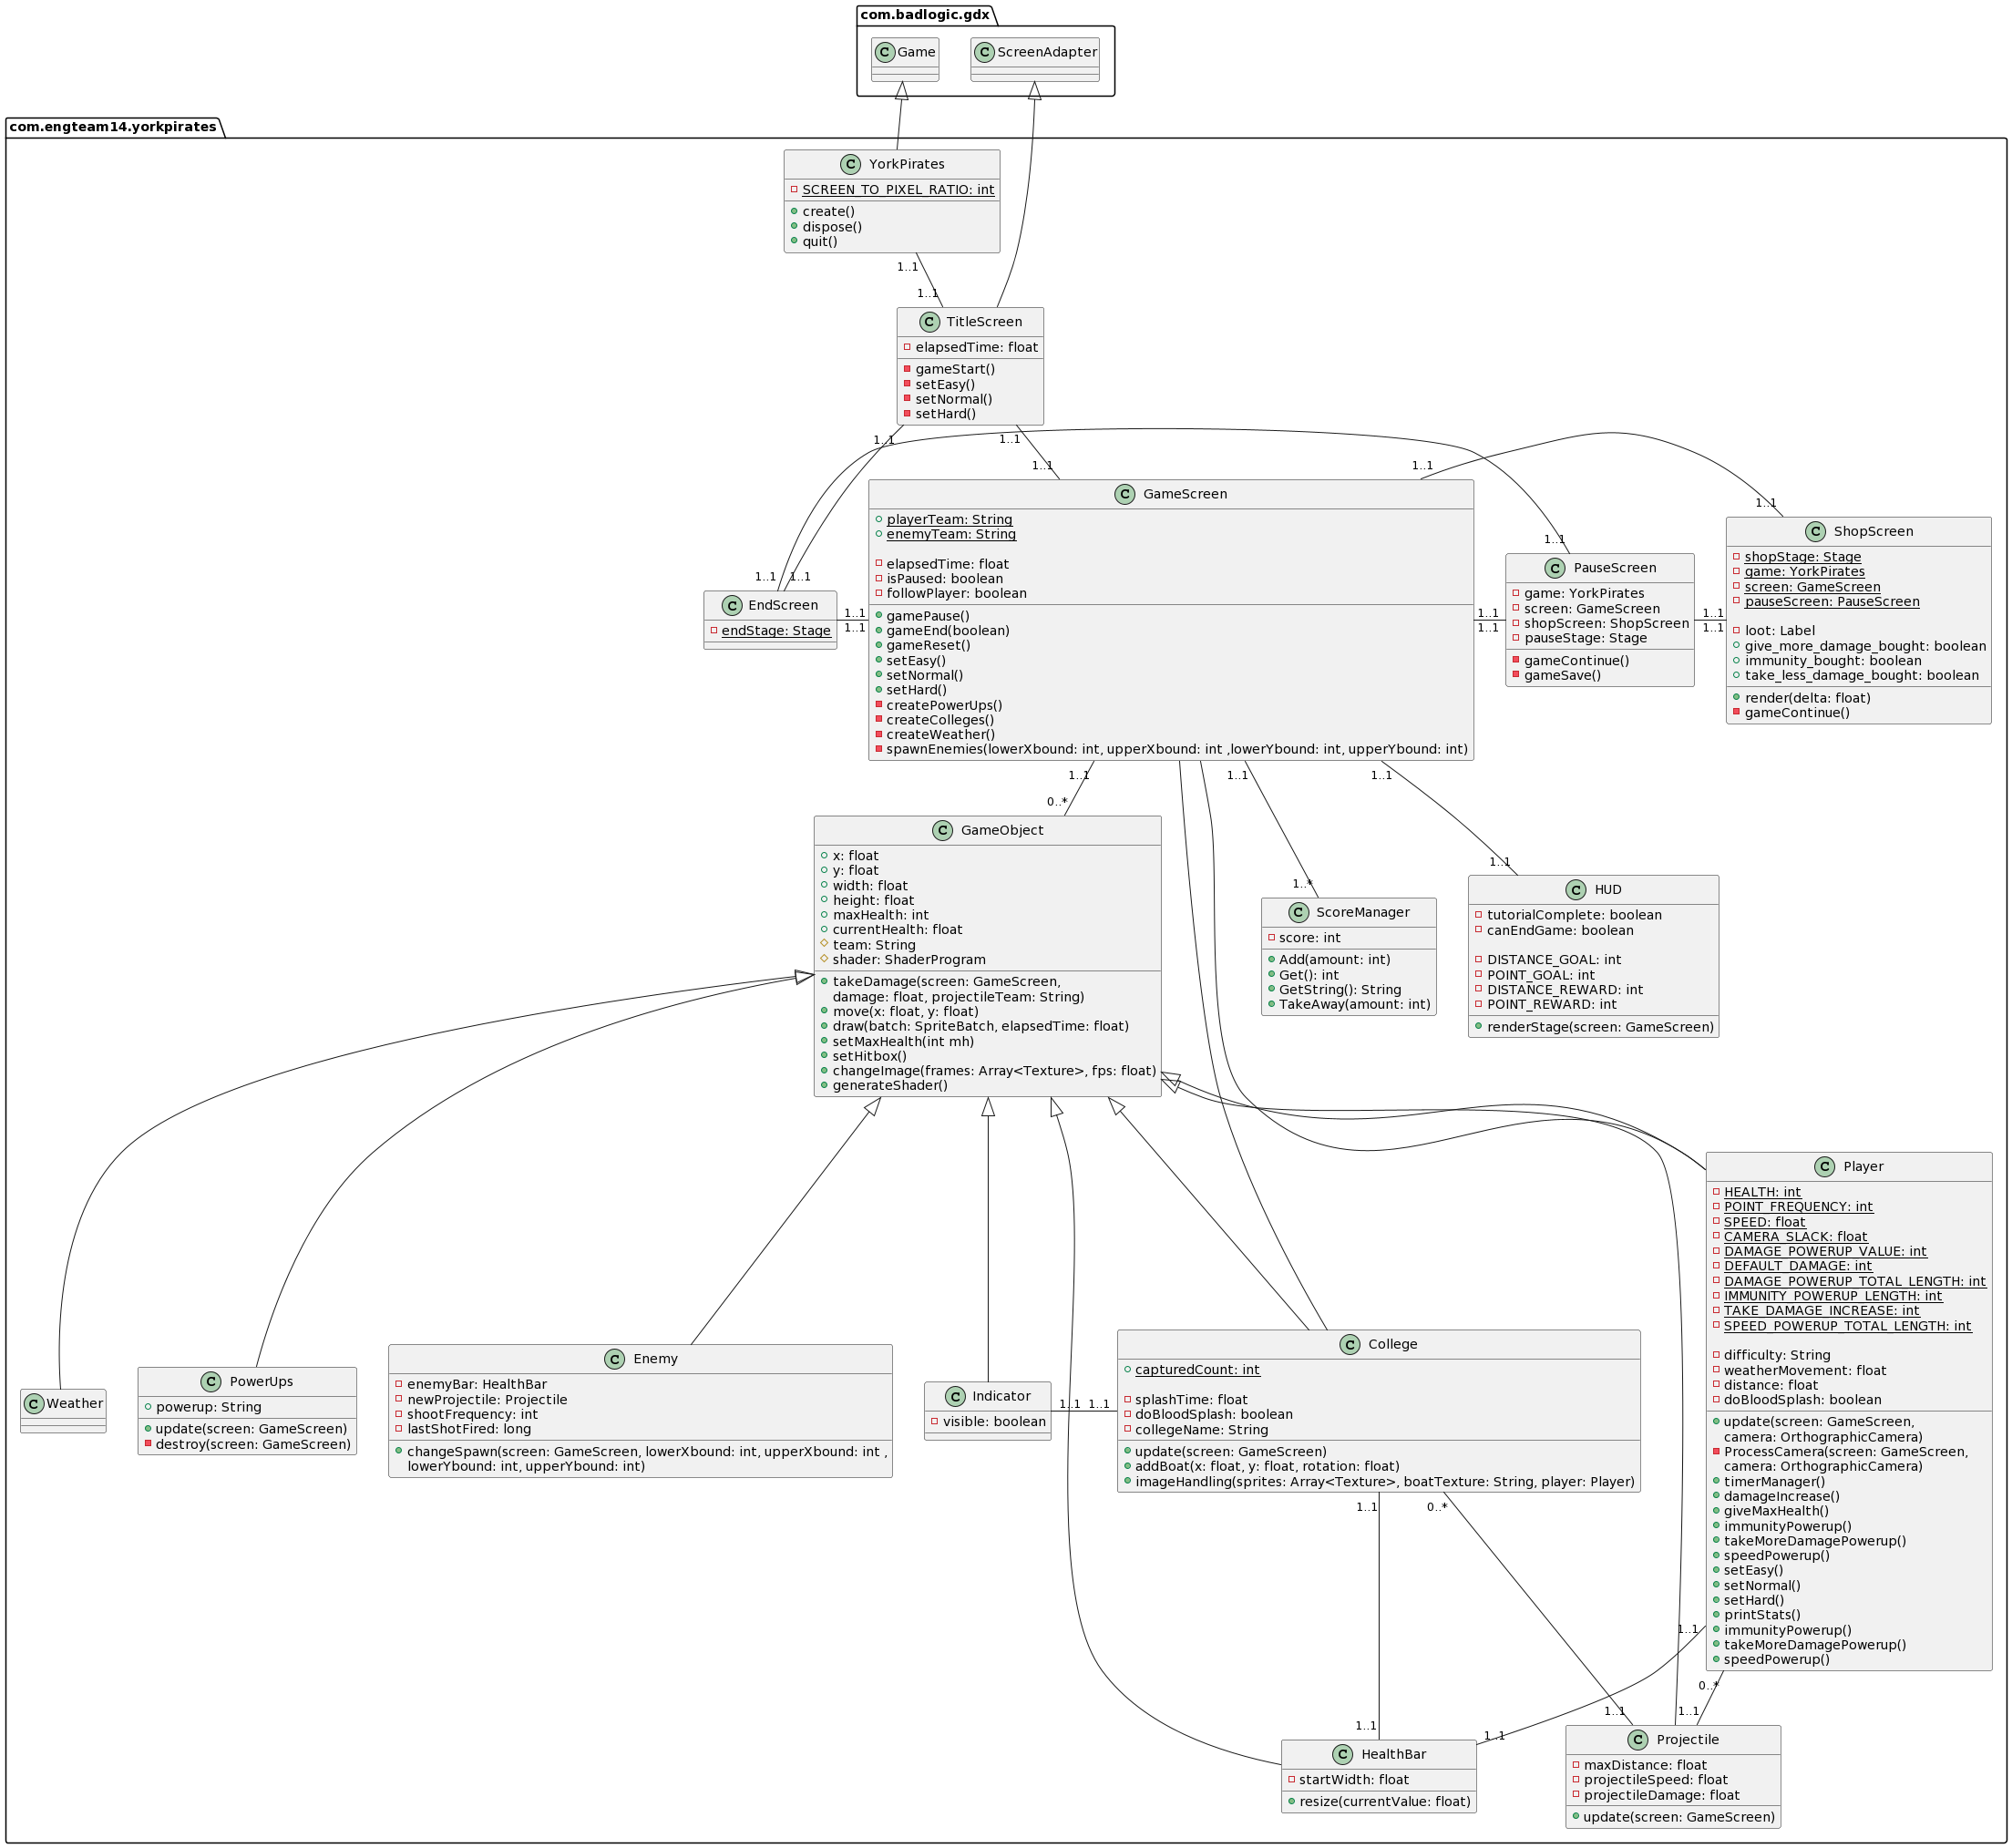 com.badlogic.gdx
C Game
C ScreenAdapter
com.engteam14.yorkpirates
C YorkPirates
SCREEN_TO_PIXEL_RATIO: int
create()
dispose()
quit()
1..1
1..1
C TitleScreen
elapsedTime: float
gameStart()
setEasy()
setNormal()
setHard()
1..1
1..1
1..1
1..1
C GameScreen
playerTeam: String
enemyTeam: String
elapsedTime: float
isPaused: boolean
followPlayer: boolean
gamePause()
gameEnd(boolean)
gameReset()
setEasy()
setNormal()
setHard()
createPowerUps()
createColleges()
createWeather()
spawnEnemies(lowerXbound: int, upperXbound: int ,lowerYbound: int, upperYbound: int)
1..1
C ShopScreen
shopStage: Stage
game: YorkPirates
screen: GameScreen
pauseScreen: PauseScreen
loot: Label
give_more_damage_bought: boolean
immunity_bought: boolean
take_less_damage_bought: boolean
render(delta: float)
gameContinue()
1..1
C PauseScreen
game: YorkPirates
screen: GameScreen
shopScreen: ShopScreen
pauseStage: Stage
gameContinue()
gameSave()
1..1 1..1
C EndScreen
endStage: Stage
1..1
1..1
1..1
1..1
1..1
1..1
1..1
0..*
1..1
1..*
1..1
1..1
C GameObject
x: float
y: float
width: float
height: float
maxHealth: int
currentHealth: float
team: String
shader: ShaderProgram
takeDamage(screen: GameScreen,
damage: float, projectileTeam: String)
move(x: float, y: float)
draw(batch: SpriteBatch, elapsedTime: float)
setMaxHealth(int mh)
setHitbox()
changeImage(frames: Array<Texture>, fps: float)
generateShader()
C ScoreManager
score: int
Add(amount: int)
Get(): int
GetString(): String
TakeAway(amount: int)
C HUD
tutorialComplete: boolean
canEndGame: boolean
DISTANCE_GOAL: int
POINT_GOAL: int
DISTANCE_REWARD: int
POINT_REWARD: int
renderStage(screen: GameScreen)
C Player
HEALTH: int
POINT_FREQUENCY: int
SPEED: float
CAMERA_SLACK: float
DAMAGE_POWERUP_VALUE: int
DEFAULT_DAMAGE: int
DAMAGE_POWERUP_TOTAL_LENGTH: int
IMMUNITY_POWERUP_LENGTH: int
TAKE_DAMAGE_INCREASE: int
SPEED_POWERUP_TOTAL_LENGTH: int
difficulty: String
weatherMovement: float
distance: float
doBloodSplash: boolean
update(screen: GameScreen,
camera: OrthographicCamera)
ProcessCamera(screen: GameScreen,
camera: OrthographicCamera)
timerManager()
damageIncrease()
giveMaxHealth()
immunityPowerup()
takeMoreDamagePowerup()
speedPowerup()
setEasy()
setNormal()
setHard()
printStats()
immunityPowerup()
takeMoreDamagePowerup()
speedPowerup()
C Weather
C PowerUps
powerup: String
update(screen: GameScreen)
destroy(screen: GameScreen)
C Enemy
enemyBar: HealthBar
newProjectile: Projectile
shootFrequency: int
lastShotFired: long
changeSpawn(screen: GameScreen, lowerXbound: int, upperXbound: int ,
lowerYbound: int, upperYbound: int)
C Indicator
visible: boolean
1..1 1..1
C College
capturedCount: int
splashTime: float
doBloodSplash: boolean
collegeName: String
update(screen: GameScreen)
addBoat(x: float, y: float, rotation: float)
imageHandling(sprites: Array<Texture>, boatTexture: String, player: Player)
1..1
0..*
1..1
0..*
1..1
1..1
1..1
1..1
C HealthBar
startWidth: float
resize(currentValue: float)
C Projectile
maxDistance: float
projectileSpeed: float
projectileDamage: float
update(screen: GameScreen)